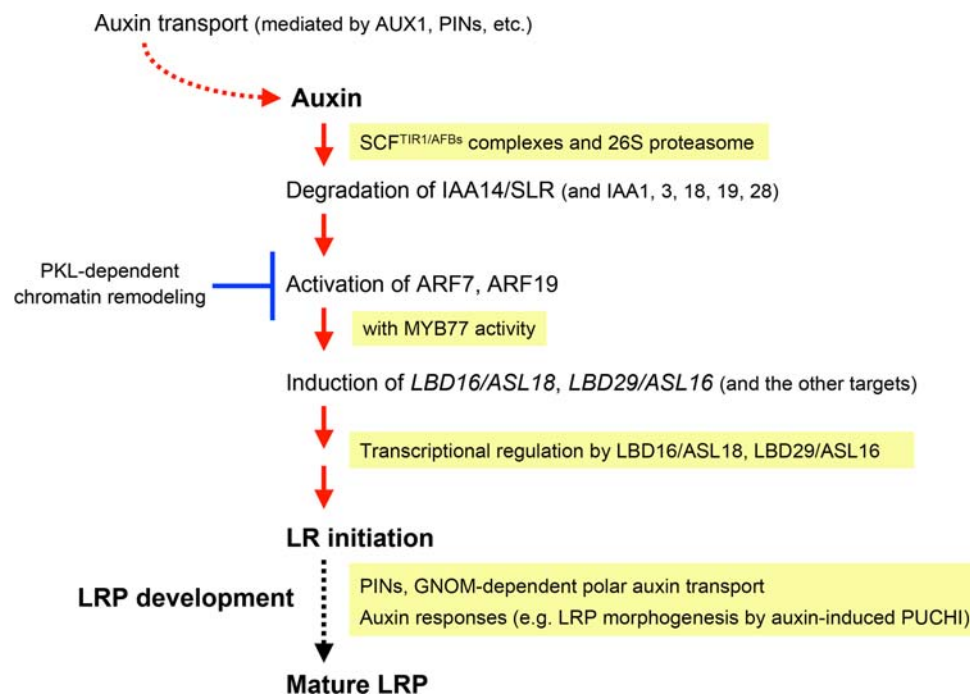 Auxin transport (mediated by AUX1, PINs, etc.)
Auxin
SCFTIR1/AFBs complexes and 26S proteasome
Degradation of IAA14/SLR (and IAA1, 3, 18, 19, 28)
PKL-dependent
chromatin remodeling
Activation of ARF7, ARF19
with MYB77 activity
Induction of LBD16/ASL18, LBD29/ASL16 (and the other targets)
Transcriptional regulation by LBD16/ASL18, LBD29/ASL16
LR initiation
LRP development
PINs, GNOM-dependent polar auxin transport
Auxin responses (e.g. LRP morphogenesis by auxin-induced PUCHI)
Mature LRP